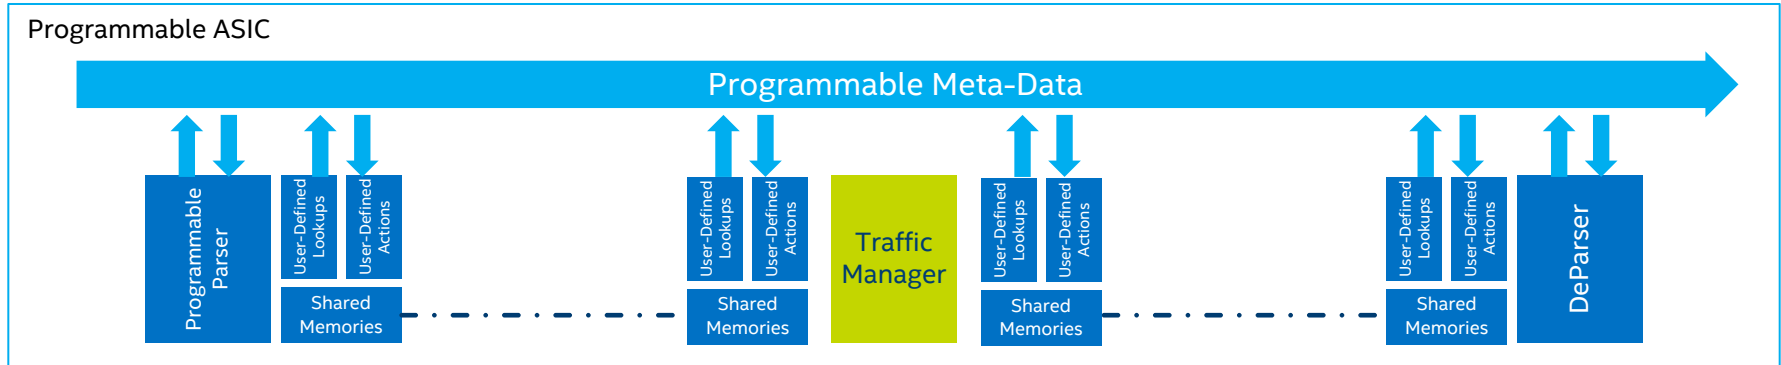 Programmable ASIC
Programmable Meta-Data
Programmable
Parser
User-Defined
Lookups
User-Defined
Actions
Shared
Memories
User-Defined
Lookups
User-Defined
Actions
Shared
Memories
Traffic
Manager
User-Defined
Lookups
User-Defined
Actions
Shared
Memories
User-Defined
Lookups
User-Defined
Actions
Shared
Memories
DeParser